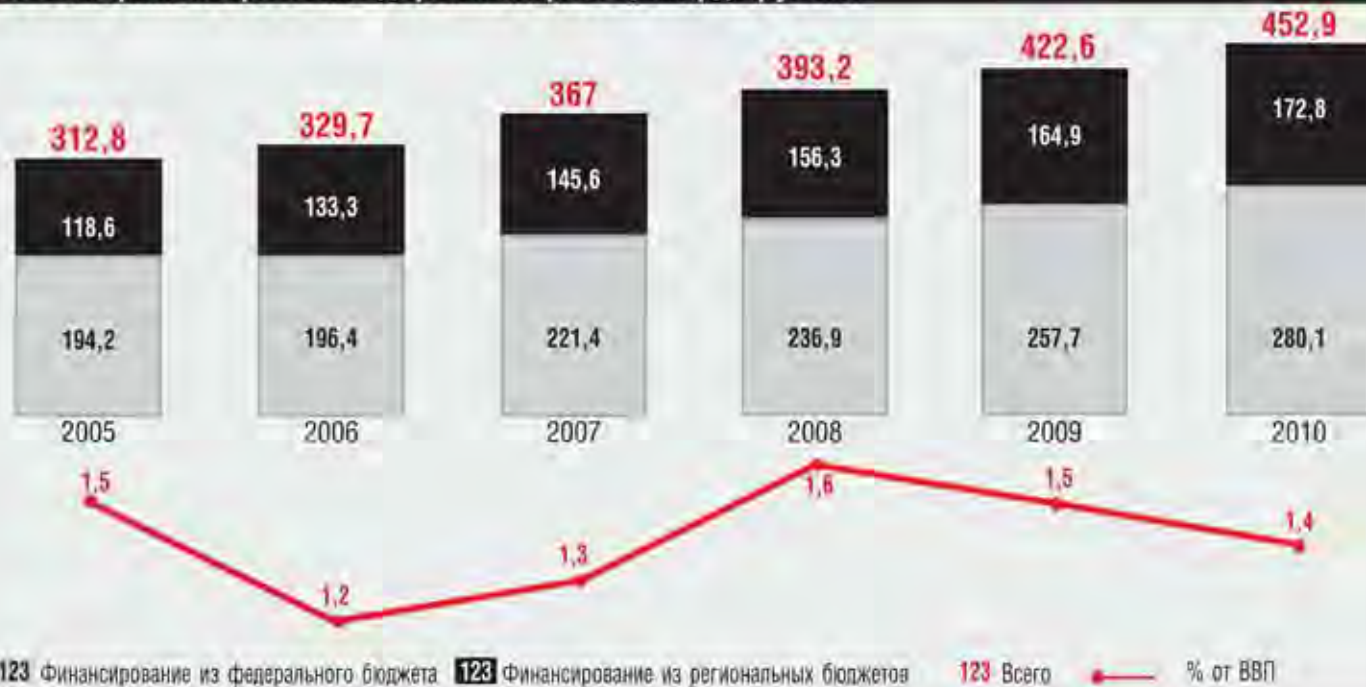 312,8 329,7 367 393,2 422,6 452,9
118,6 133,3 145,6 156,3 164,9 172,8
194,2 196,4 221,4 236,9 257,7 280,1
2005 2006 2007 2008 2009 2010
1,5 1,2 1,3 1,6 1,5 1,4
123 Финансирование из федерального бюджета 123 Финансирование из региональных бюджетов 123 Всего % от ВВП